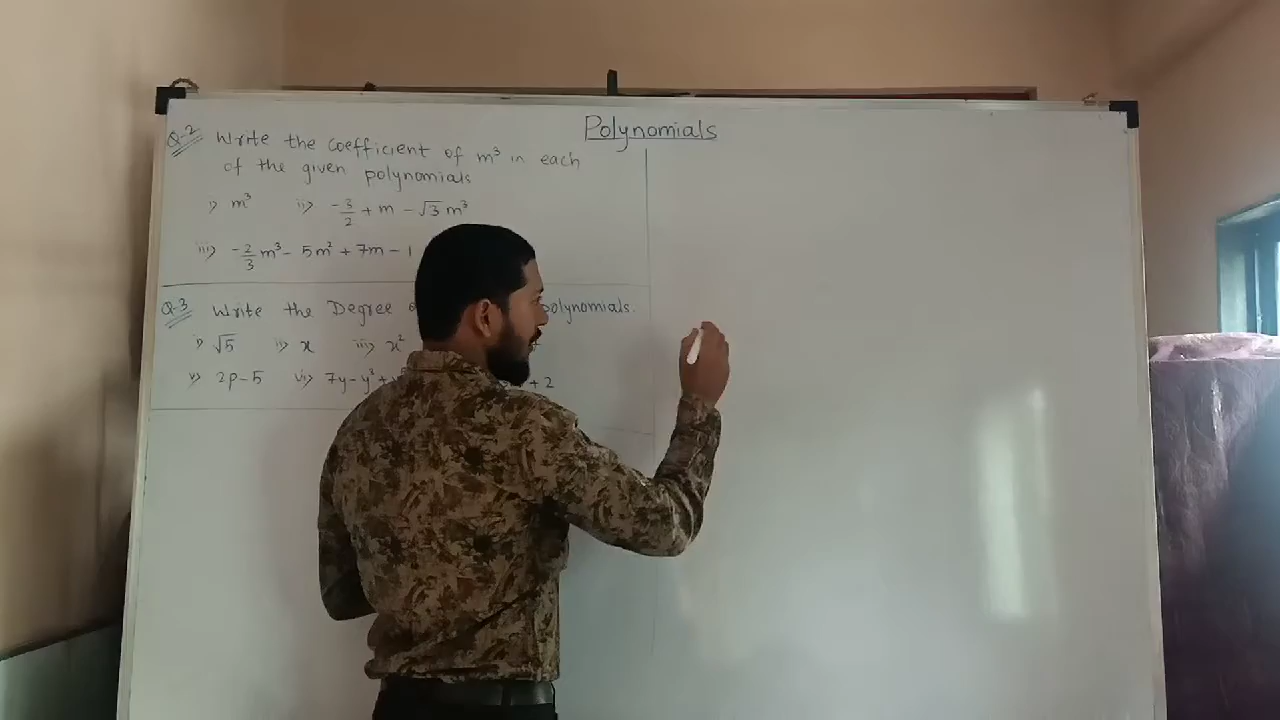 Polynomials
Q-2 Write the coefficient of m³ in each
of the given polynomials
i) m³ ii) -3/2 + m - √3 m³
iii) -2/3 m³ - 5m² + 7m - 1
Q-3 Write the Degree polynomials.
i) √5 ii) x iii) x²
v) 2p-5 vi) 7y-y³+ +2